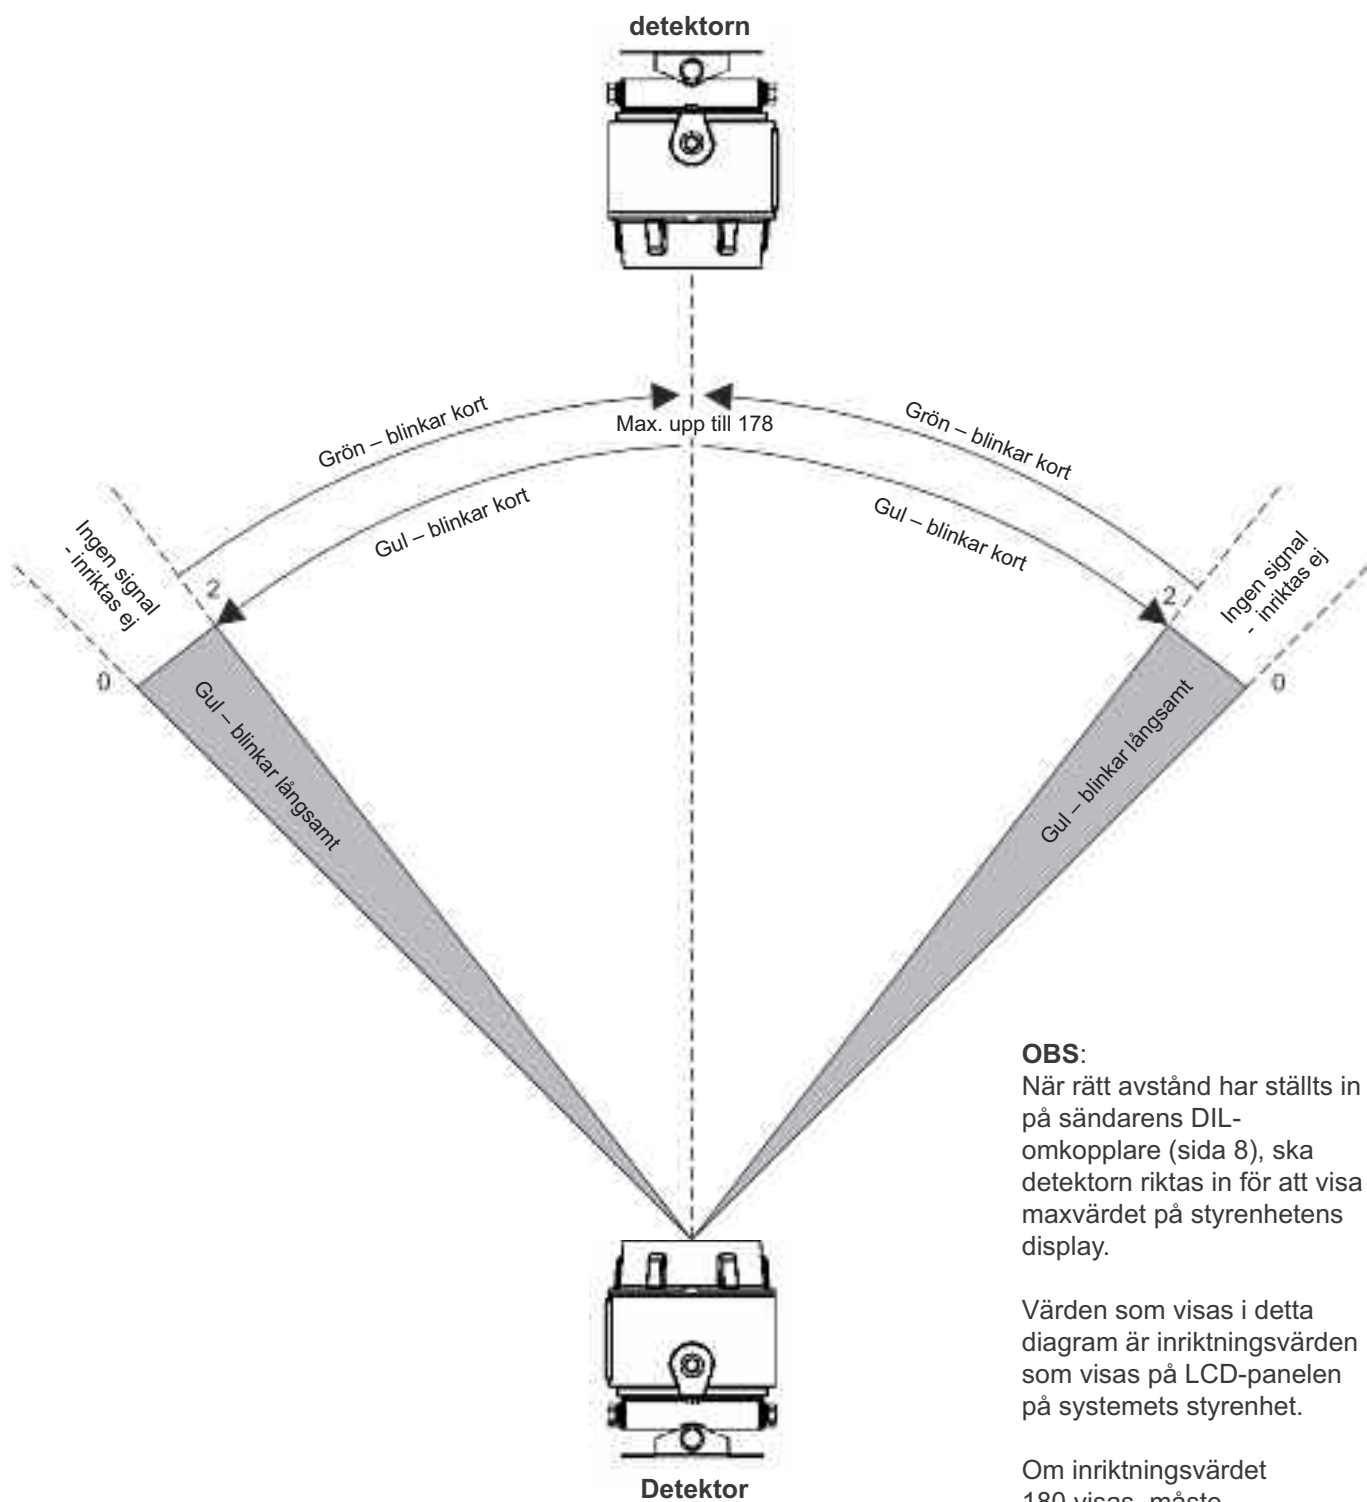 detektorn
Grön – blinkar kort
Grön – blinkar kort
Max. upp till 178
Gul – blinkar kort
Gul – blinkar kort
Ingen signal
- inriktas ej
Ingen signal
- inriktas ej
2
2
0
0
Gul – blinkar långsamt
Gul – blinkar långsamt
OBS:
När rätt avstånd har ställts in
på sändarens DIL-
omkopplare (sida 8), ska
detektorn riktas in för att visa
maxvärdet på styrenhetens
display.
Värden som visas i detta
diagram är inriktningsvärden
som visas på LCD-panelen
på systemets styrenhet.
Om inriktningsvärdet
180 visas, måste
Detektor